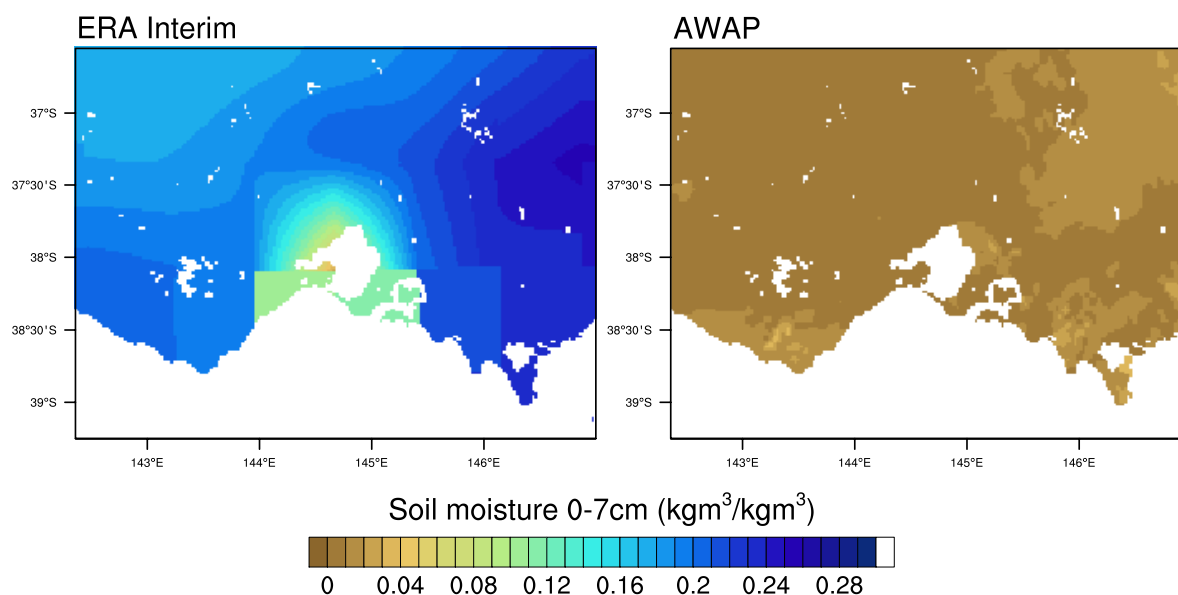 ERA Interim
AWAP
37°S
37°30'S
38°S
38°30'S
39°S
143°E 144°E 145°E 146°E
37°S
37°30'S
38°S
38°30'S
39°S
143°E 144°E 145°E 146°E
Soil moisture 0-7cm (kgm³/kgm³)
0 0.04 0.08 0.12 0.16 0.2 0.24 0.28